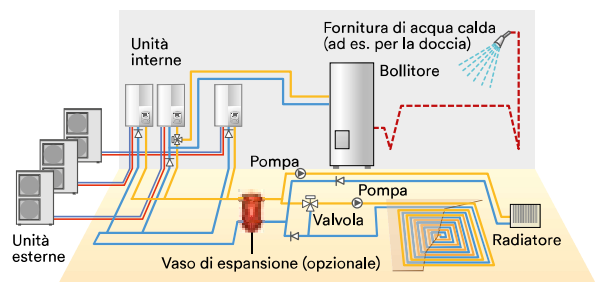 Fornitura di acqua calda
(ad es. per la doccia)
Unità
interne
Bollitore
Pompa
Pompa
Valvola
Unità
esterne
Radiatore
Vaso di espansione (opzionale)